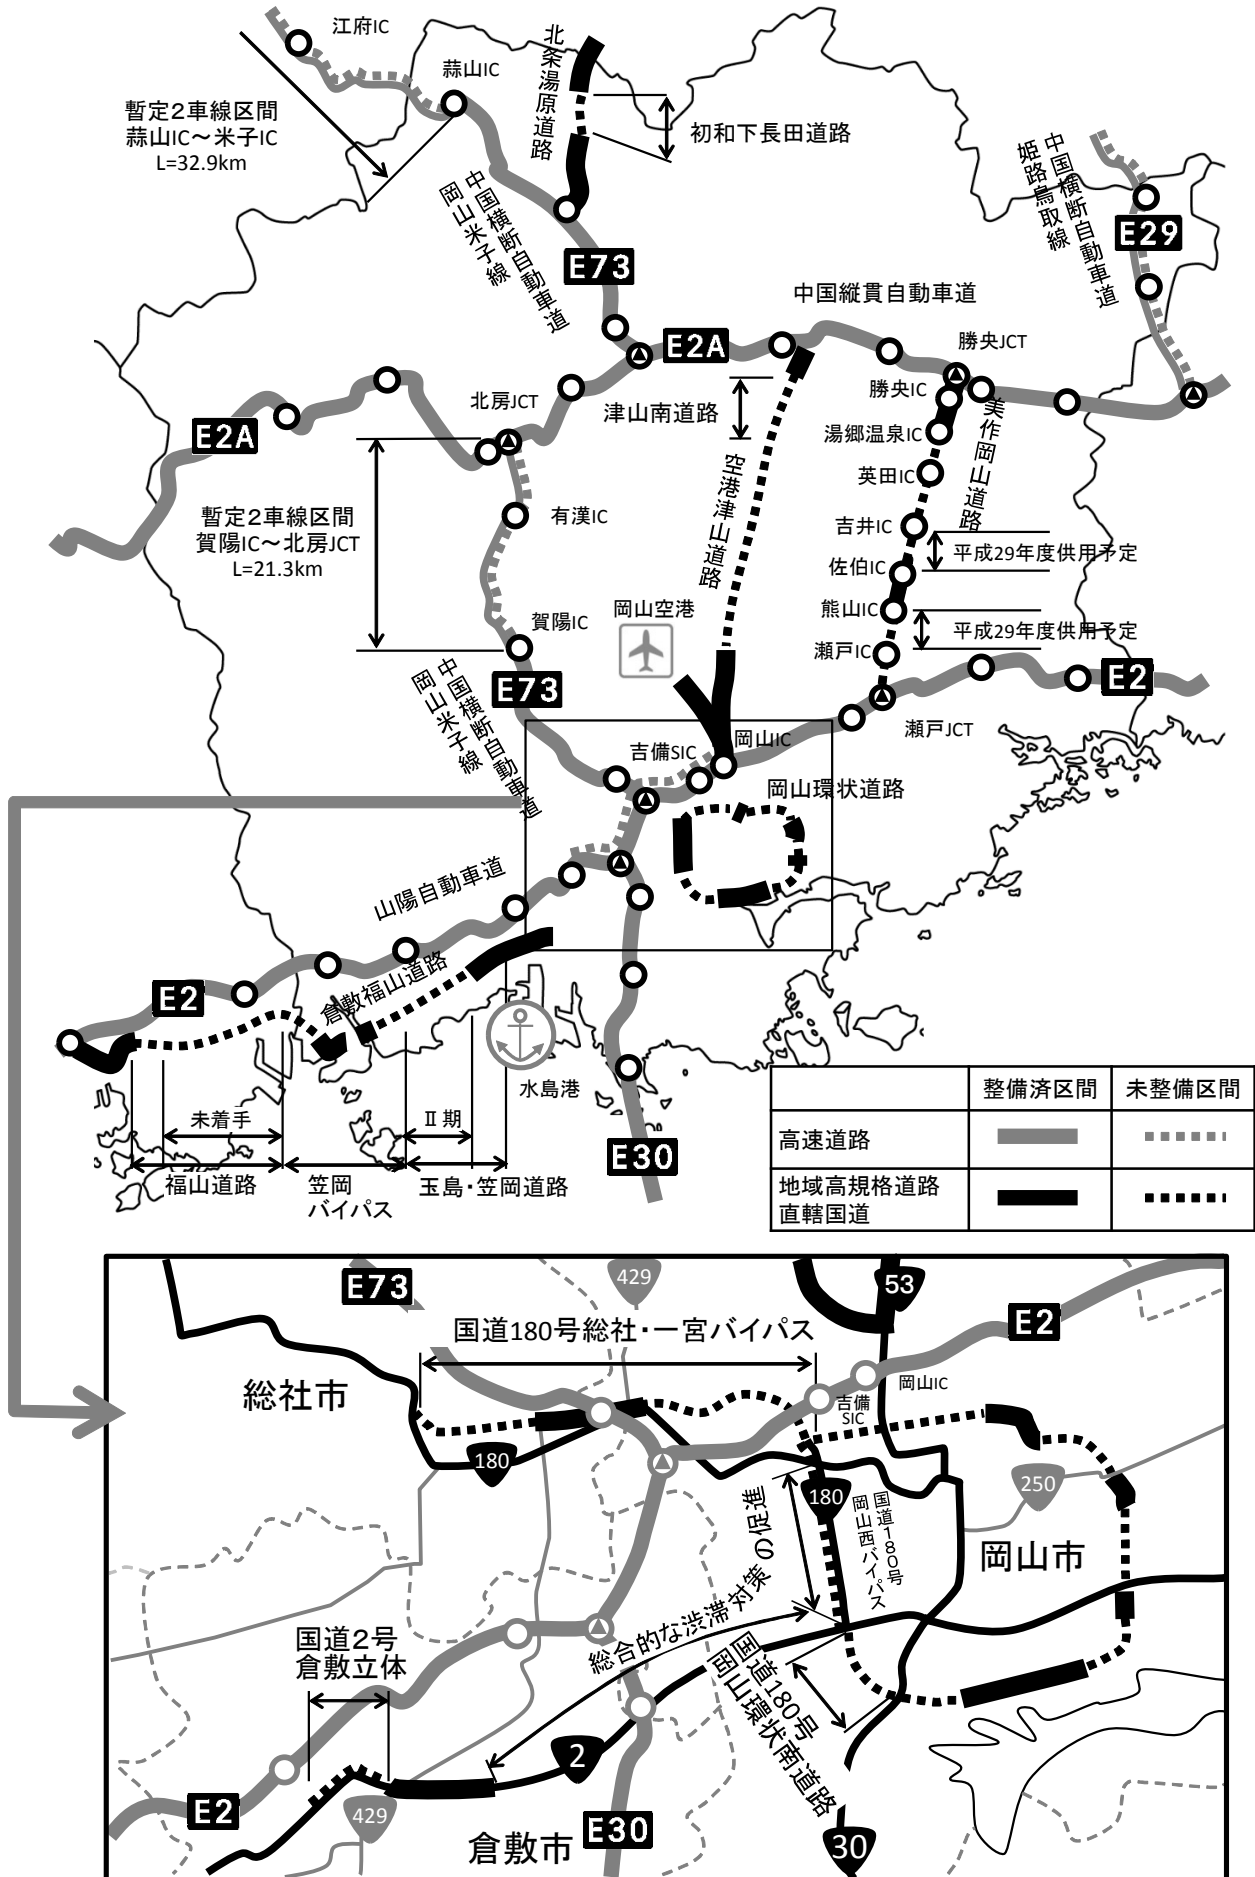 江府IC
蒜山IC
北条湯原道路
初和下長田道路
暫定2車線区間
蒜山IC～米子IC
L=32.9km
中国横断自動車道
岡山米子線
中国横断自動車道
姫路鳥取線
E29
E73
中国縦貫自動車道
E2A
勝央JCT
勝央IC
北房JCT
津山南道路
美作岡山道路
湯郷温泉IC
E2A
空港津山道路
英田IC
暫定2車線区間
賀陽IC～北房JCT
L=21.3km
有漢IC
吉井IC
平成29年度供用予定
佐伯IC
岡山空港
熊山IC
賀陽IC
平成29年度供用予定
瀬戸IC
中国横断自動車道
岡山米子線
E73
E2
瀬戸JCT
吉備SIC
岡山IC
岡山環状道路
山陽自動車道
倉敷福山道路
E2
水島港
未着手
Ⅱ期
福山道路
笠岡
バイパス
玉島・笠岡道路
E30
整備済区間
未整備区間
高速道路
地域高規格道路
直轄国道
E73
429
53
国道180号総社・一宮バイパス
E2
総社市
岡山IC
吉備
SIC
180
180
250
国道180号
岡山西バイパス
岡山市
総合的な渋滞対策の促進
国道2号
倉敷立体
国道180号
岡山環状南道路
2
E2
429
倉敷市
E30
30